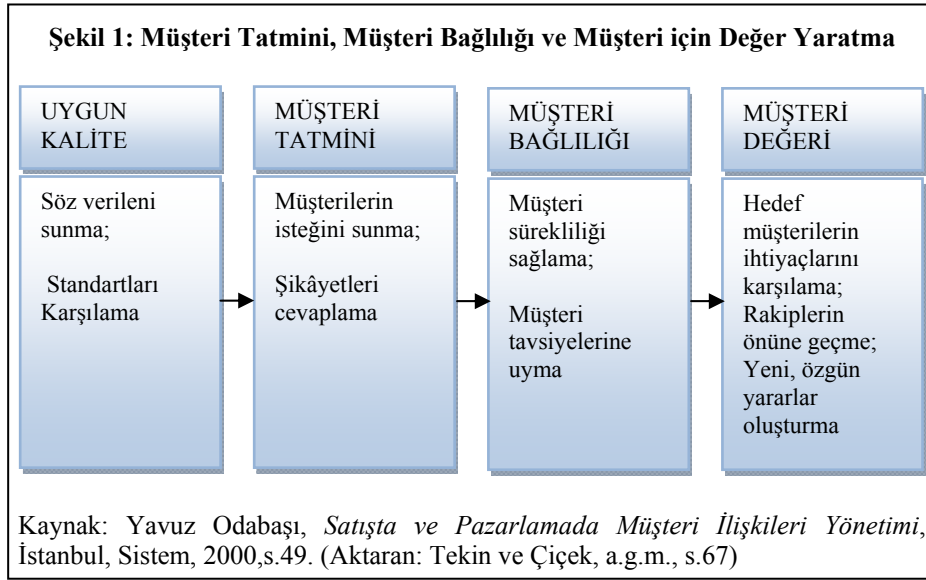 Şekil 1: Müşteri Tatmini, Müşteri Bağlılığı ve Müşteri için Değer Yaratma
UYGUN
KALİTE
Söz verileni
sunma;
Standartları
Karşılama
MÜŞTERİ
TATMİNİ
Müşterilerin
isteğini sunma;
Şikâyetleri
cevaplama
MÜŞTERİ
BAĞLILIĞI
Müşteri
sürekliliği
sağlama;
Müşteri
tavsiyelerine
uyma
MÜŞTERİ
DEĞERİ
Hedef
müşterilerin
ihtiyaçlarını
karşılama;
Rakiplerin
önüne geçme;
Yeni, özgün
yararlar
oluşturma
Kaynak: Yavuz Odabaşı, Satışta ve Pazarlamada Müşteri İlişkileri Yönetimi,
İstanbul, Sistem, 2000,s.49. (Aktaran: Tekin ve Çiçek, a.g.m., s.67)